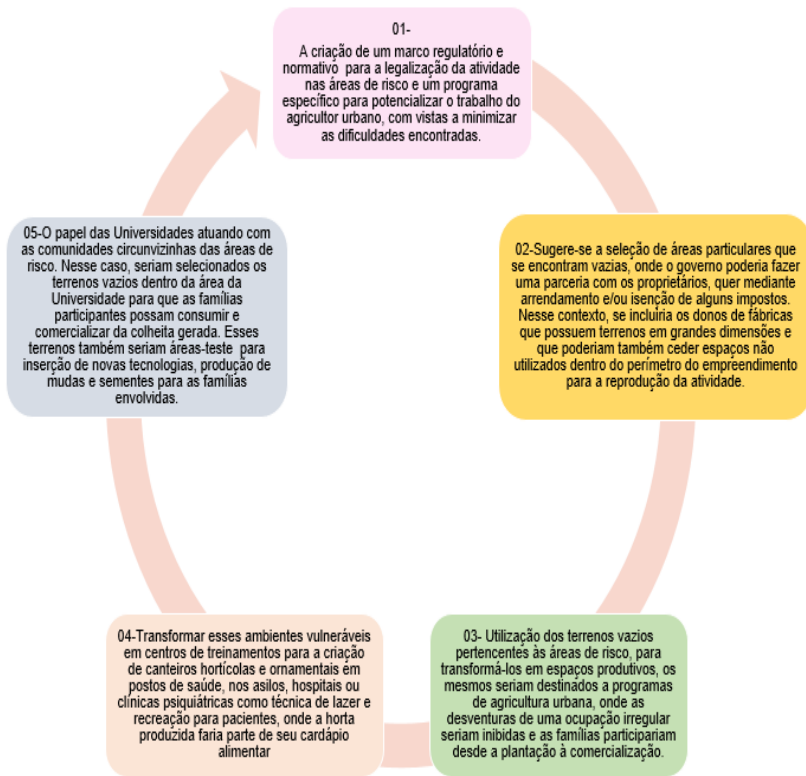 01-
A criação de um marco regulatório e
normativo para a legalização da atividade
nas áreas de risco e um programa
específico para potencializar o trabalho do
agricultor urbano, com vistas a minimizar
as dificuldades encontradas.
02-Sugere-se a seleção de áreas particulares que
se encontram vazias, onde o governo poderia fazer
uma parceria com os proprietários, quer mediante
arrendamento e/ou isenção de alguns impostos.
Nesse contexto, se incluíria os donos de fábricas
que possuem terrenos em grandes dimensões e
que poderiam também ceder espaços não
utilizados dentro do perímetro do empreendimento
para a reprodução da atividade.
03- Utilização dos terrenos vazios
pertencentes às áreas de risco, para
transformá-los em espaços produtivos, os
mesmos seriam destinados a programas
de agricultura urbana, onde as
desventuras de uma ocupação irregular
seriam inibidas e as famílias participariam
desde a plantação à comercialização.
04-Transformar esses ambientes vulneráveis
em centros de treinamentos para a criação
de canteiros hortícolas e ornamentais em
postos de saúde, nos asilos, hospitais ou
clínicas psiquiátricas como técnica de lazer e
recreação para pacientes, onde a horta
produzida faria parte de seu cardápio
alimentar
05-O papel das Universidades atuando com
as comunidades circunvizinhas das áreas de
risco. Nesse caso, seriam selecionados os
terrenos vazios dentro da área da
Universidade para que as famílias
participantes possam consumir e
comercializar da colheita gerada. Esses
terrenos também seriam áreas-teste para
inserção de novas tecnologias, produção de
mudas e sementes para as famílias
envolvidas.